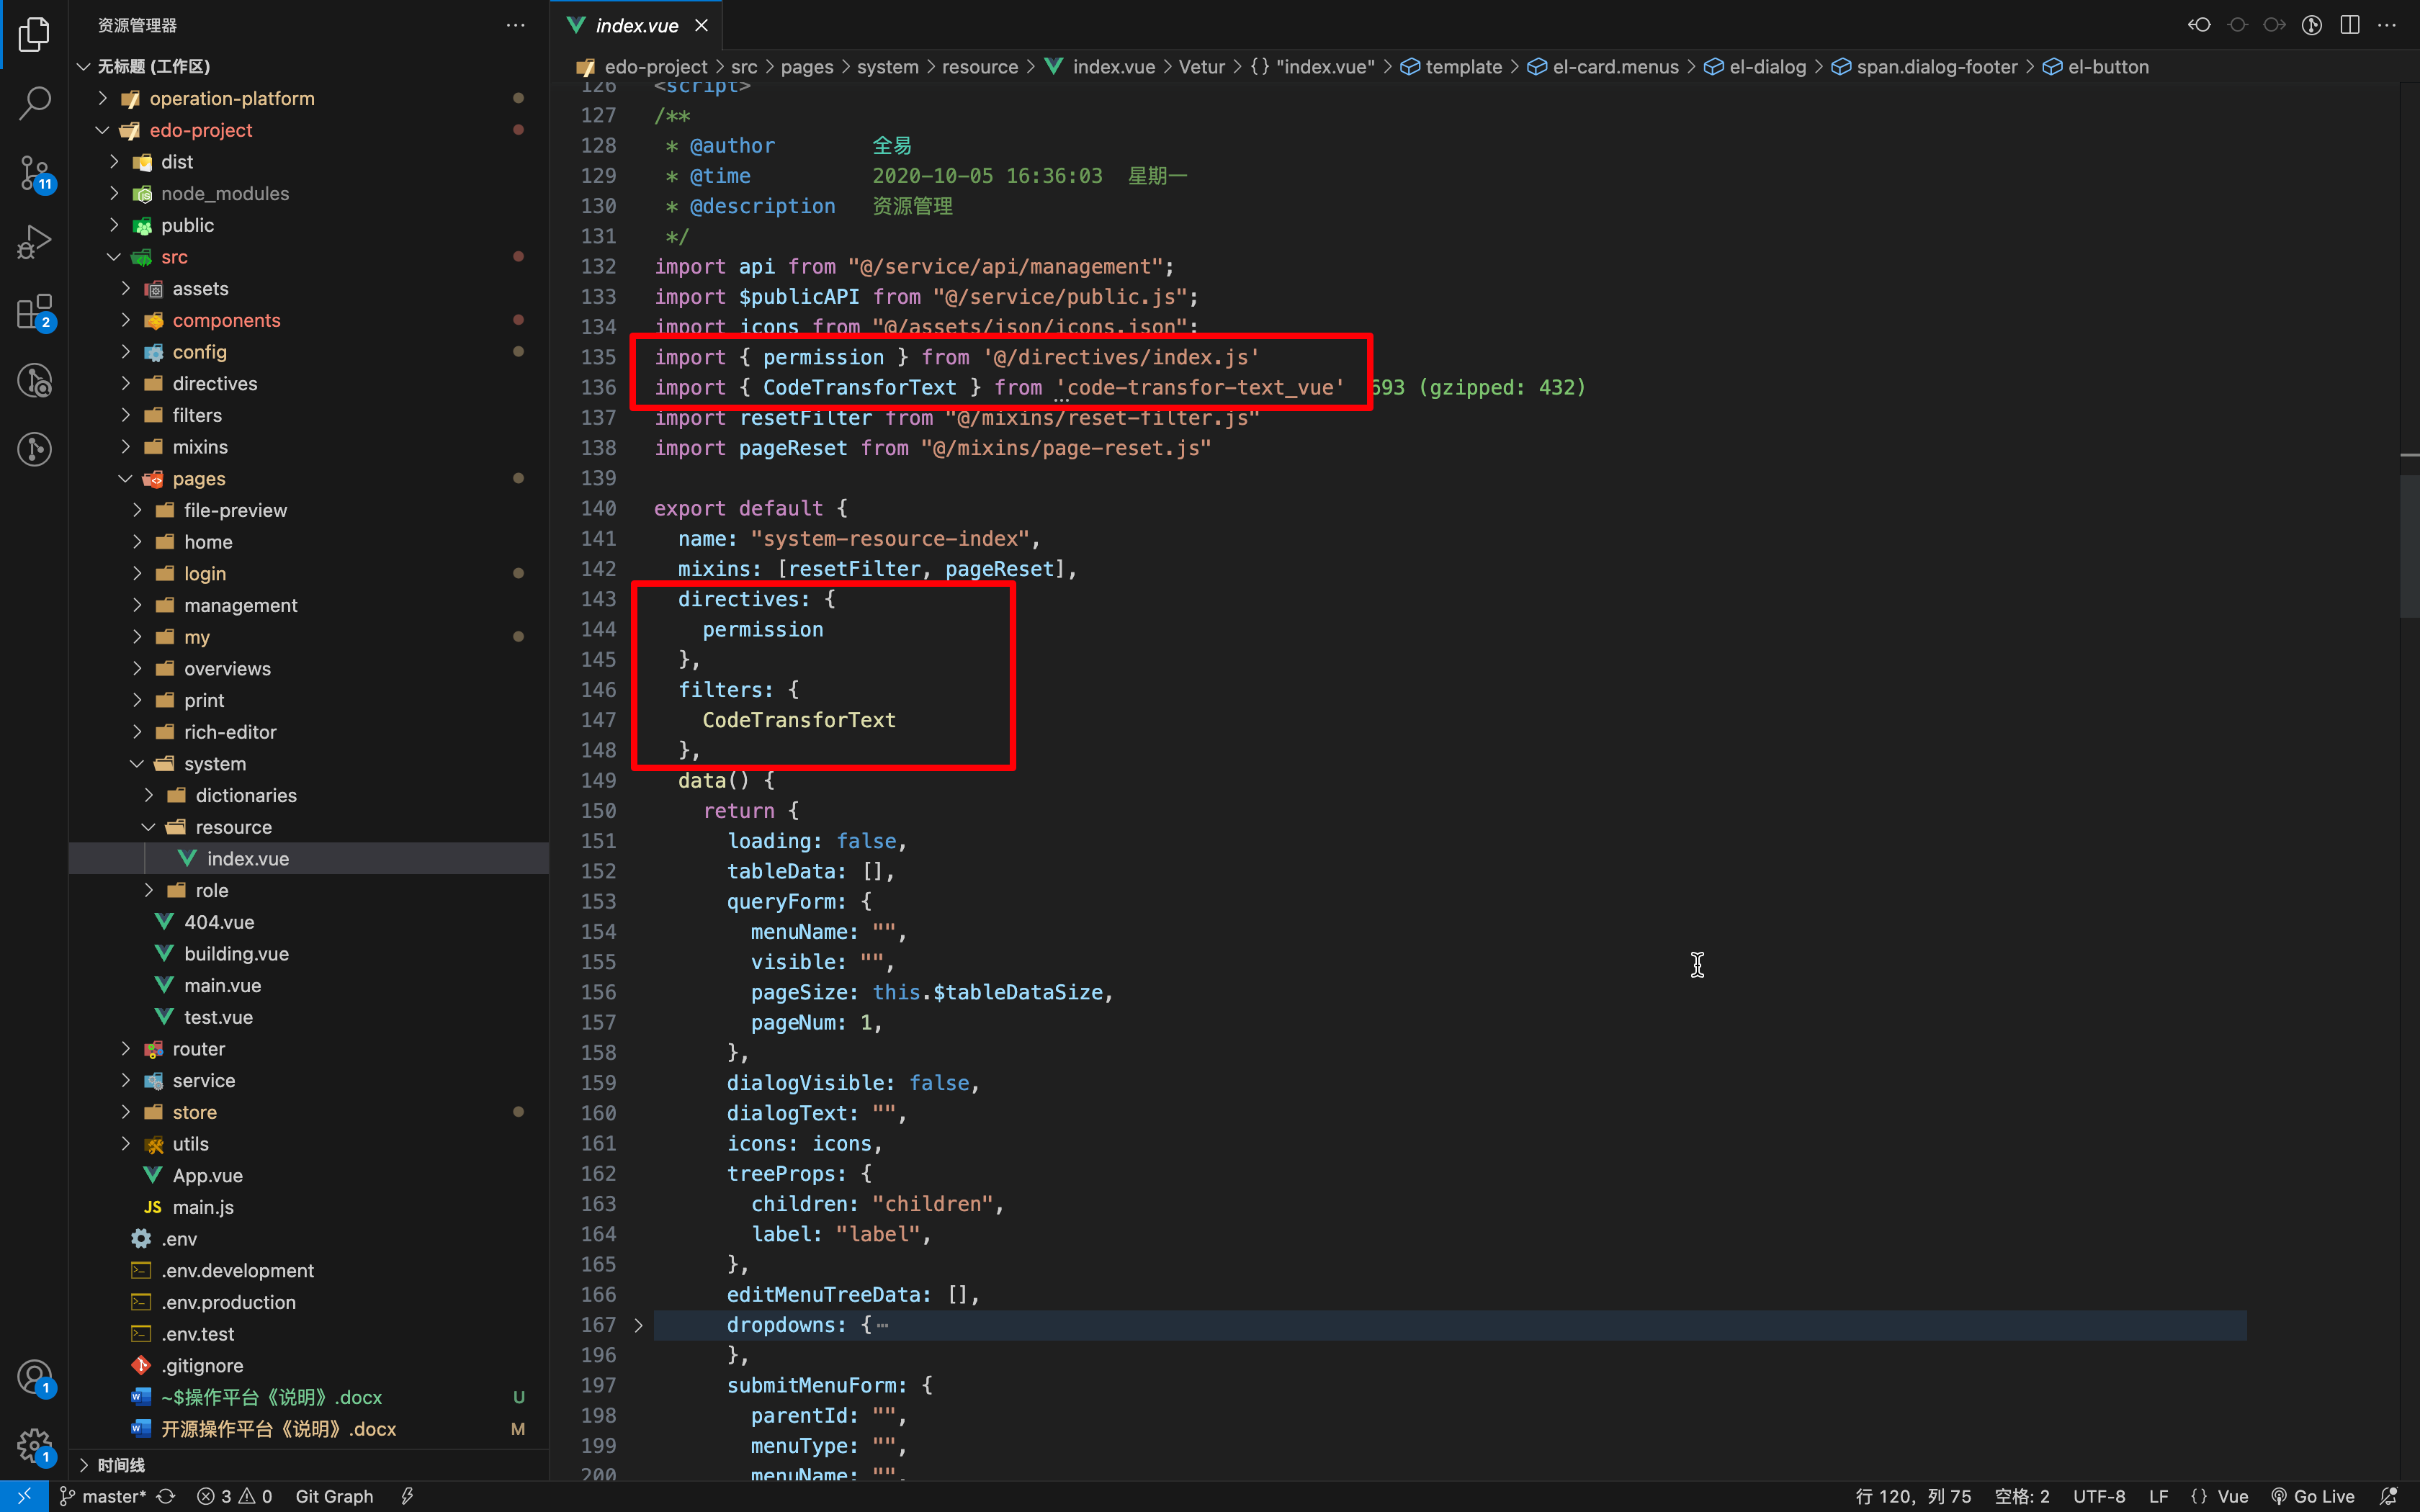 资源管理器
无标题 (工作区)
operation-platform
edo-project
dist
node_modules
public
src
assets
components
config
directives
filters
mixins
pages
file-preview
home
login
management
my
overviews
print
rich-editor
system
dictionaries
resource
index.vue
role
404.vue
building.vue
main.vue
test.vue
router
service
store
utils
App.vue
JS main.js
.env
.env.development
.env.production
.env.test
.gitignore
~$操作平台《说明》.docx U
开源操作平台《说明》.docx M
时间线
11
2
1
1
index.vue
edo-project > src > pages > system > resource > index.vue > Vetur > {} "index.vue" > template > el-card.menus > el-dialog > span.dialog-footer > el-button
126 <script>
127 /**
128 * @author 全易
129 * @time 2020-10-05 16:36:03 星期一
130 * @description 资源管理
131 */
132 import api from "@/service/api/management";
133 import $publicAPI from "@/service/public.js";
134 import icons from "@/assets/json/icons.json";
135 import { permission } from '@/directives/index.js'
136 import { CodeTransforText } from 'code-transfor-text_vue' 693 (gzipped: 432)
137 import resetFilter from "@/mixins/reset-filter.js"
138 import pageReset from "@/mixins/page-reset.js"
139
140 export default {
141 name: "system-resource-index",
142 mixins: [resetFilter, pageReset],
143 directives: {
144 permission
145 },
146 filters: {
147 CodeTransforText
148 },
149 data() {
150 return {
151 loading: false,
152 tableData: [],
153 queryForm: {
154 menuName: "",
155 visible: "",
156 pageSize: this.$tableDataSize,
157 pageNum: 1,
158 },
159 dialogVisible: false,
160 dialogText: "",
161 icons: icons,
162 treeProps: {
163 children: "children",
164 label: "label",
165 },
166 editMenuTreeData: [],
167 dropdowns: {⋯
196 },
197 submitMenuForm: {
198 parentId: "",
199 menuType: "",
200 menuName: "",
master* 3 0 Git Graph 行 120，列 75 空格: 2 UTF-8 LF {} Vue Go Live